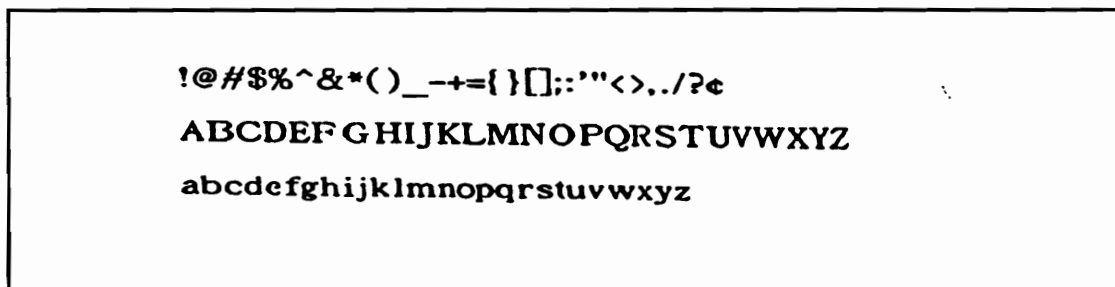 !@#$%^&*()_-+={}[];:'"<>,./?¢
ABCDEFGHIJKLMNOPQRSTUVWXYZ
abcdefghijklmnopqrstuvwxyz